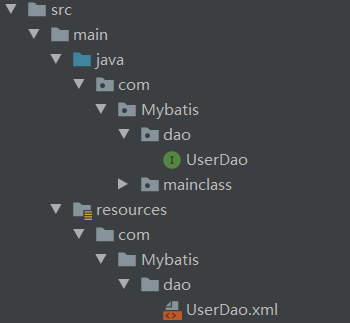 src
main
java
com
Mybatis
dao
UserDao
mainclass
resources
com
Mybatis
dao
UserDao.xml